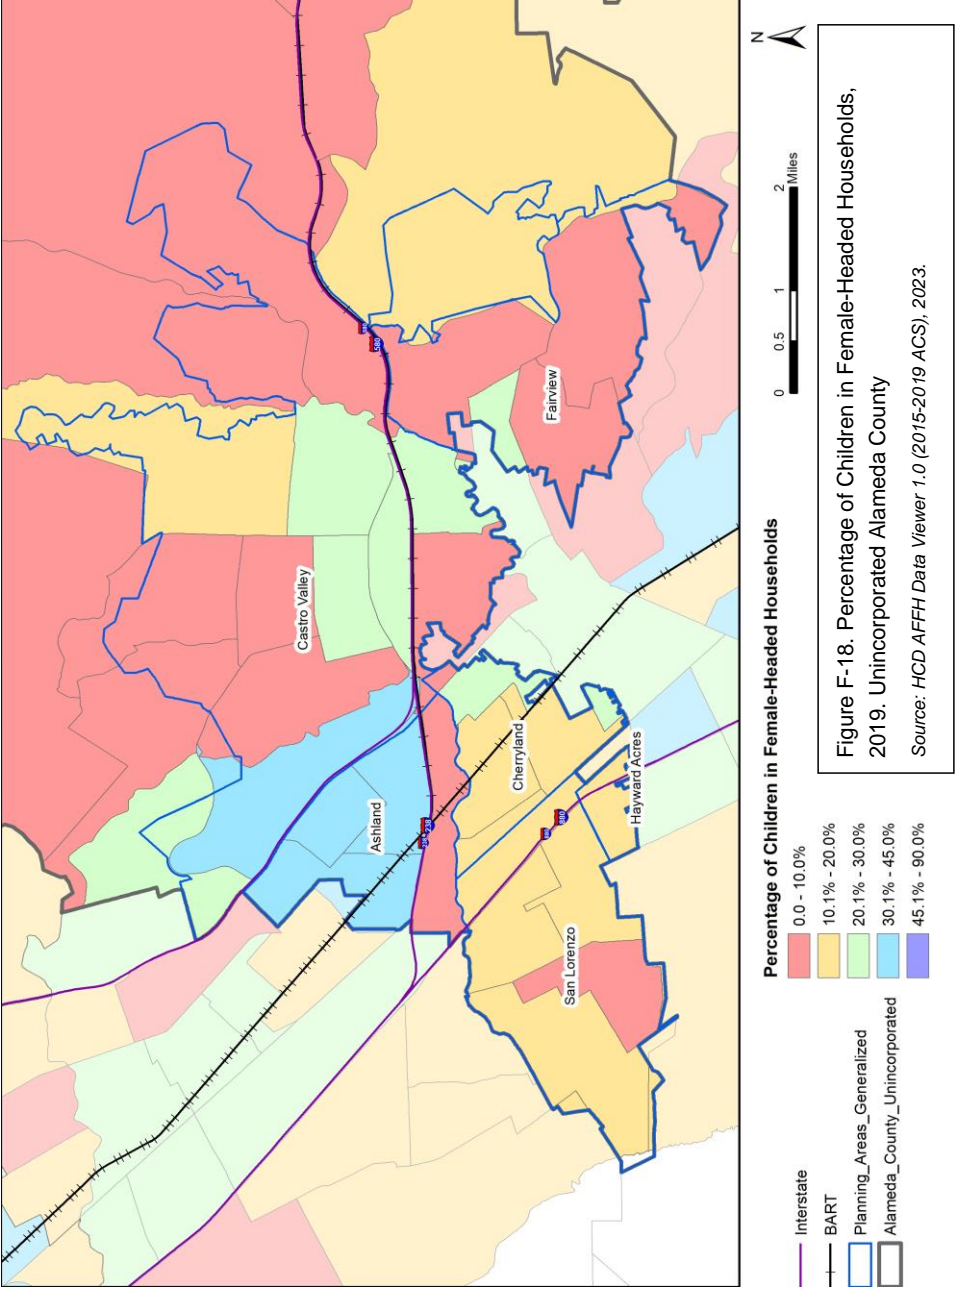 Castro Valley
Ashland
Cherryland
Fairview
Hayward Acres
San Lorenzo
580
238
880
N
0 0.5 1 2
Miles
Interstate
BART
Planning_Areas_Generalized
Alameda_County_Unincorporated
Percentage of Children in Female-Headed Households
0.0 - 10.0%
10.1% - 20.0%
20.1% - 30.0%
30.1% - 45.0%
45.1% - 90.0%
Figure F-18. Percentage of Children in Female-Headed Households,
2019. Unincorporated Alameda County
Source: HCD AFFH Data Viewer 1.0 (2015-2019 ACS), 2023.